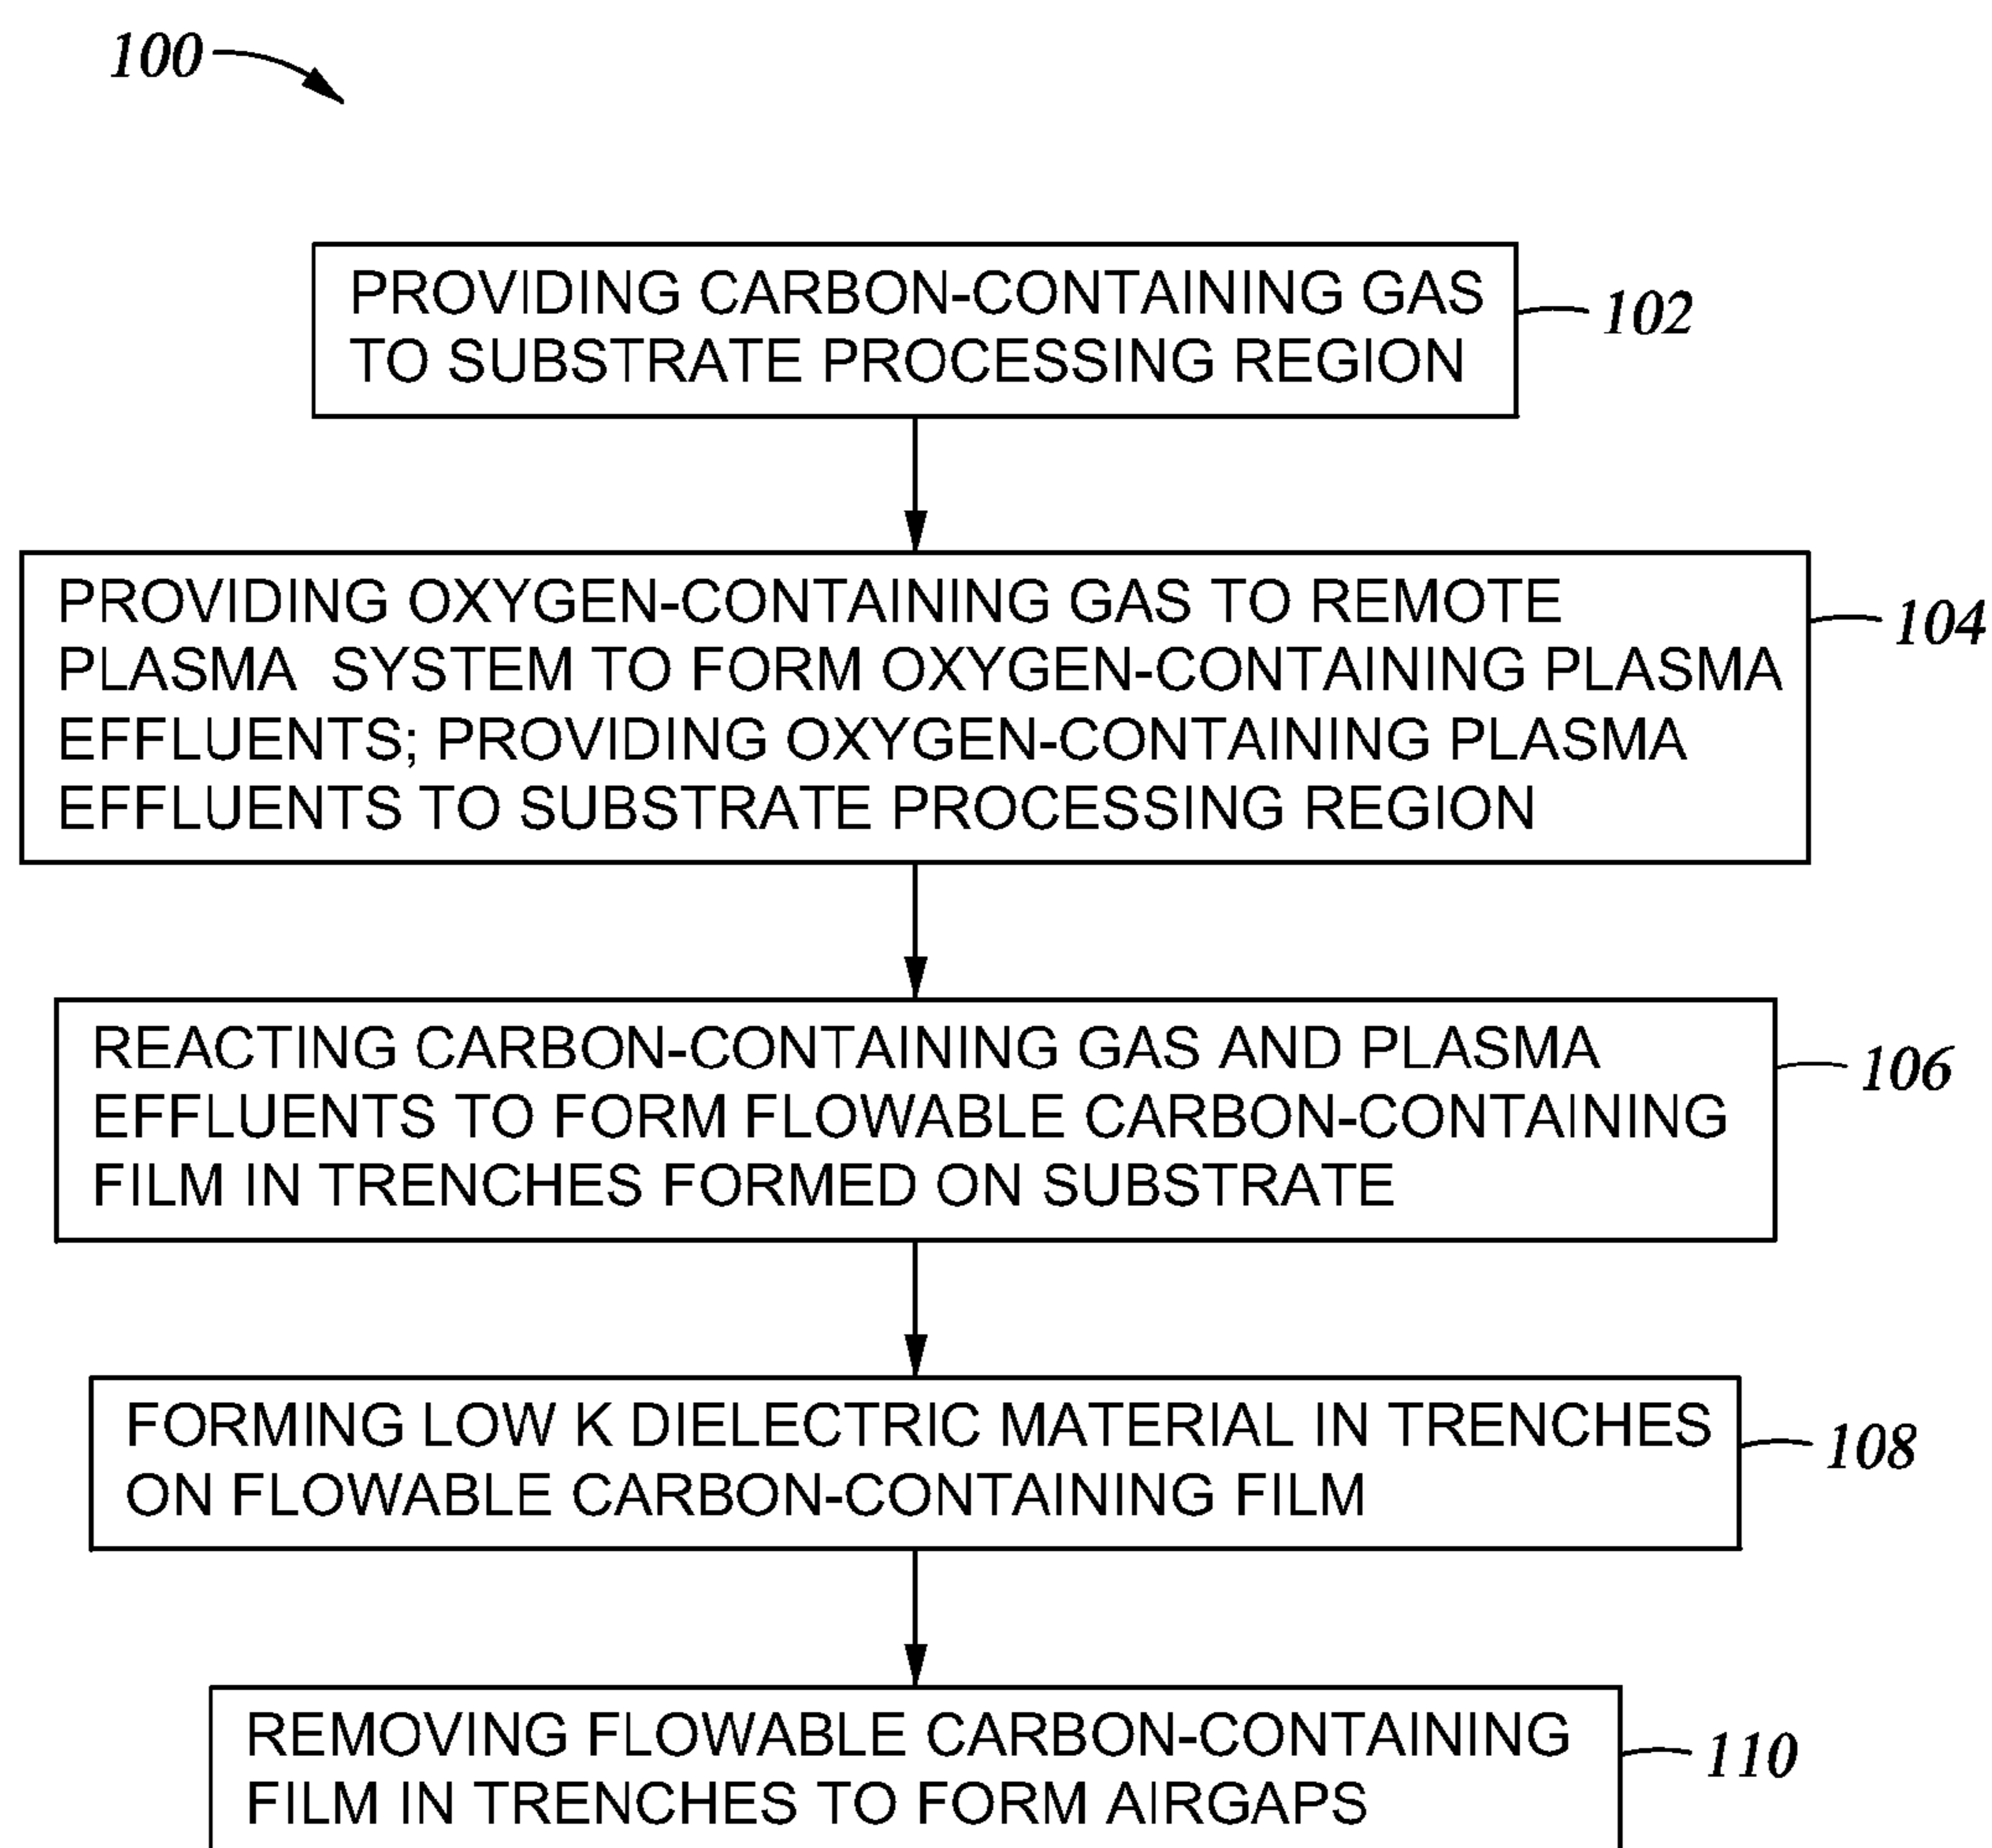 100
PROVIDING CARBON-CONTAINING GAS
TO SUBSTRATE PROCESSING REGION
102
PROVIDING OXYGEN-CONTAINING GAS TO REMOTE
PLASMA SYSTEM TO FORM OXYGEN-CONTAINING PLASMA
EFFLUENTS; PROVIDING OXYGEN-CONTAINING PLASMA
EFFLUENTS TO SUBSTRATE PROCESSING REGION
104
REACTING CARBON-CONTAINING GAS AND PLASMA
EFFLUENTS TO FORM FLOWABLE CARBON-CONTAINING
FILM IN TRENCHES FORMED ON SUBSTRATE
106
FORMING LOW K DIELECTRIC MATERIAL IN TRENCHES
ON FLOWABLE CARBON-CONTAINING FILM
108
REMOVING FLOWABLE CARBON-CONTAINING
FILM IN TRENCHES TO FORM AIRGAPS
110